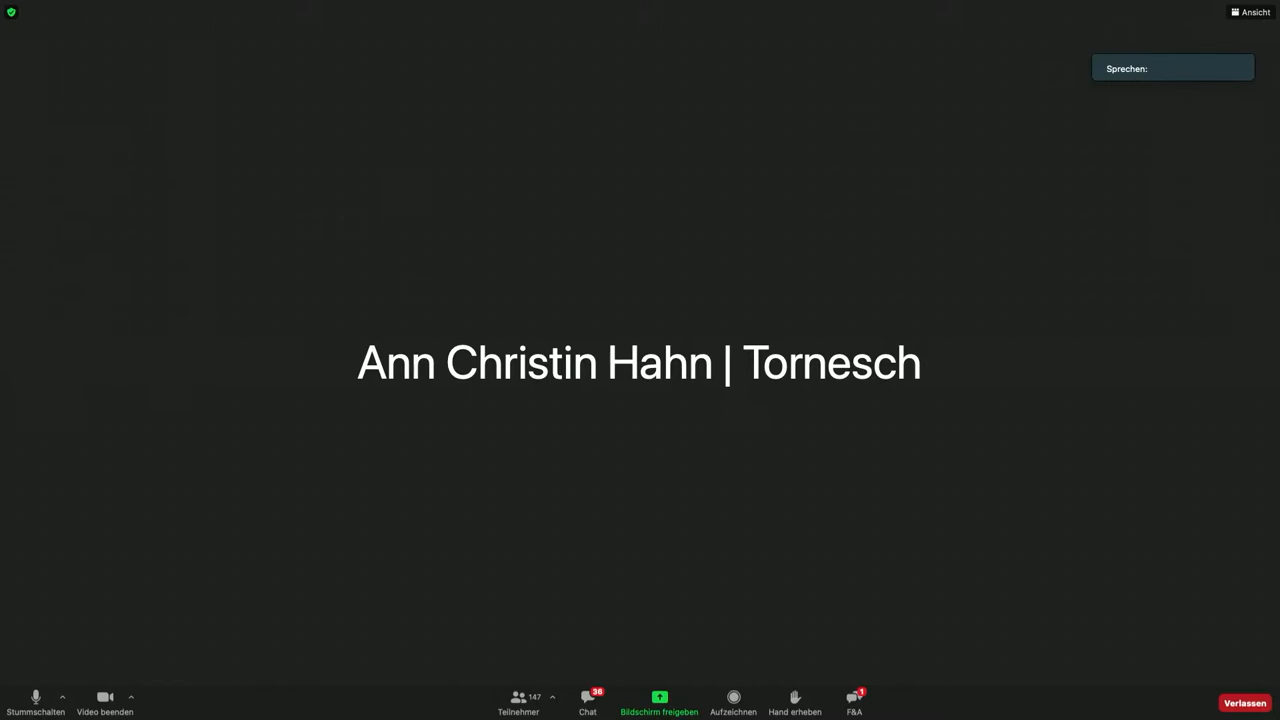 Ansicht
Sprechen:
Ann Christin Hahn | Tornesch
147
36
1
Stummschalten
Video beenden
Teilnehmer
Chat
Bildschirm freigeben
Aufzeichnen
Hand erheben
F&A
Verlassen